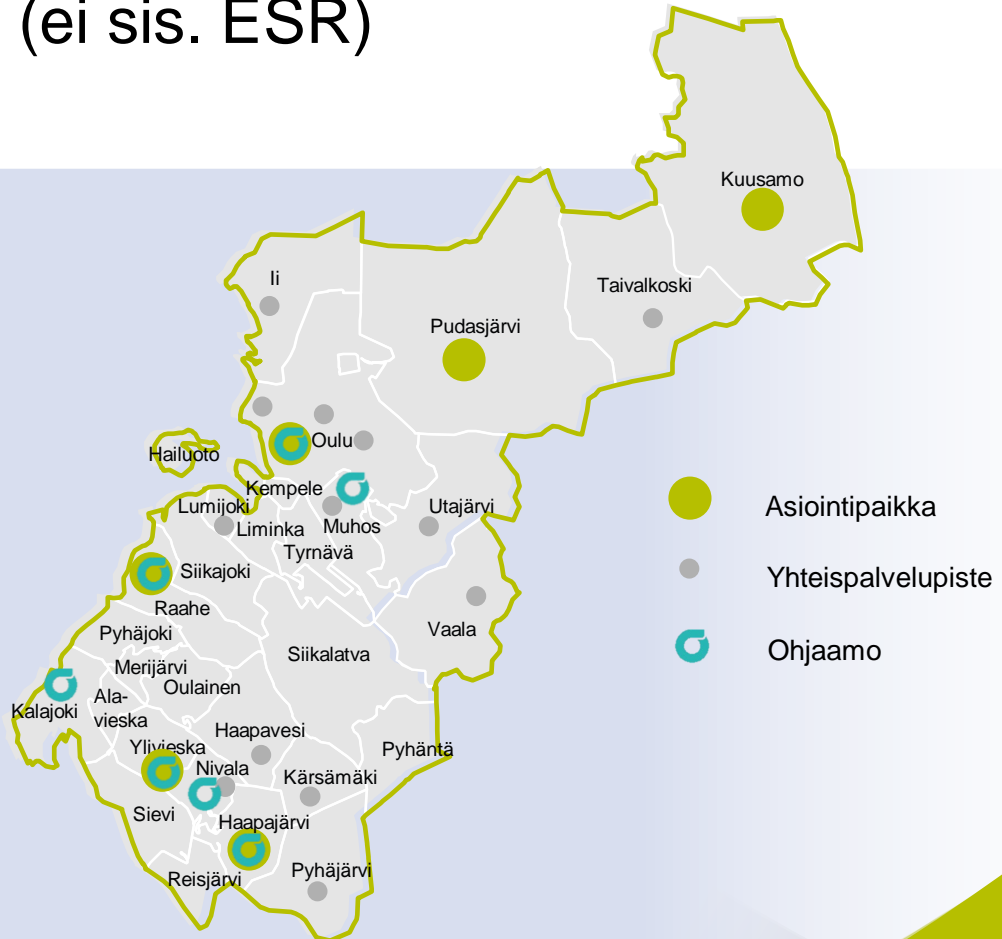 (ei sis. ESR)
Kuusamo
Ii
Taivalkoski
Pudasjärvi
Oulu
Hailuoto
Kempele
Lumijoki
Utajärvi
Liminka
Muhos
Tyrnävä
Siikajoki
Raahe
Pyhäjoki
Vaala
Siikalatva
Merijärvi
Oulainen
Kalajoki
Ala-
vieska
Haapavesi
Ylivieska
Pyhäntä
Nivala
Kärsämäki
Sievi
Haapajärvi
Pyhäjärvi
Reisjärvi
Asiointipaikka
Yhteispalvelupiste
Ohjaamo